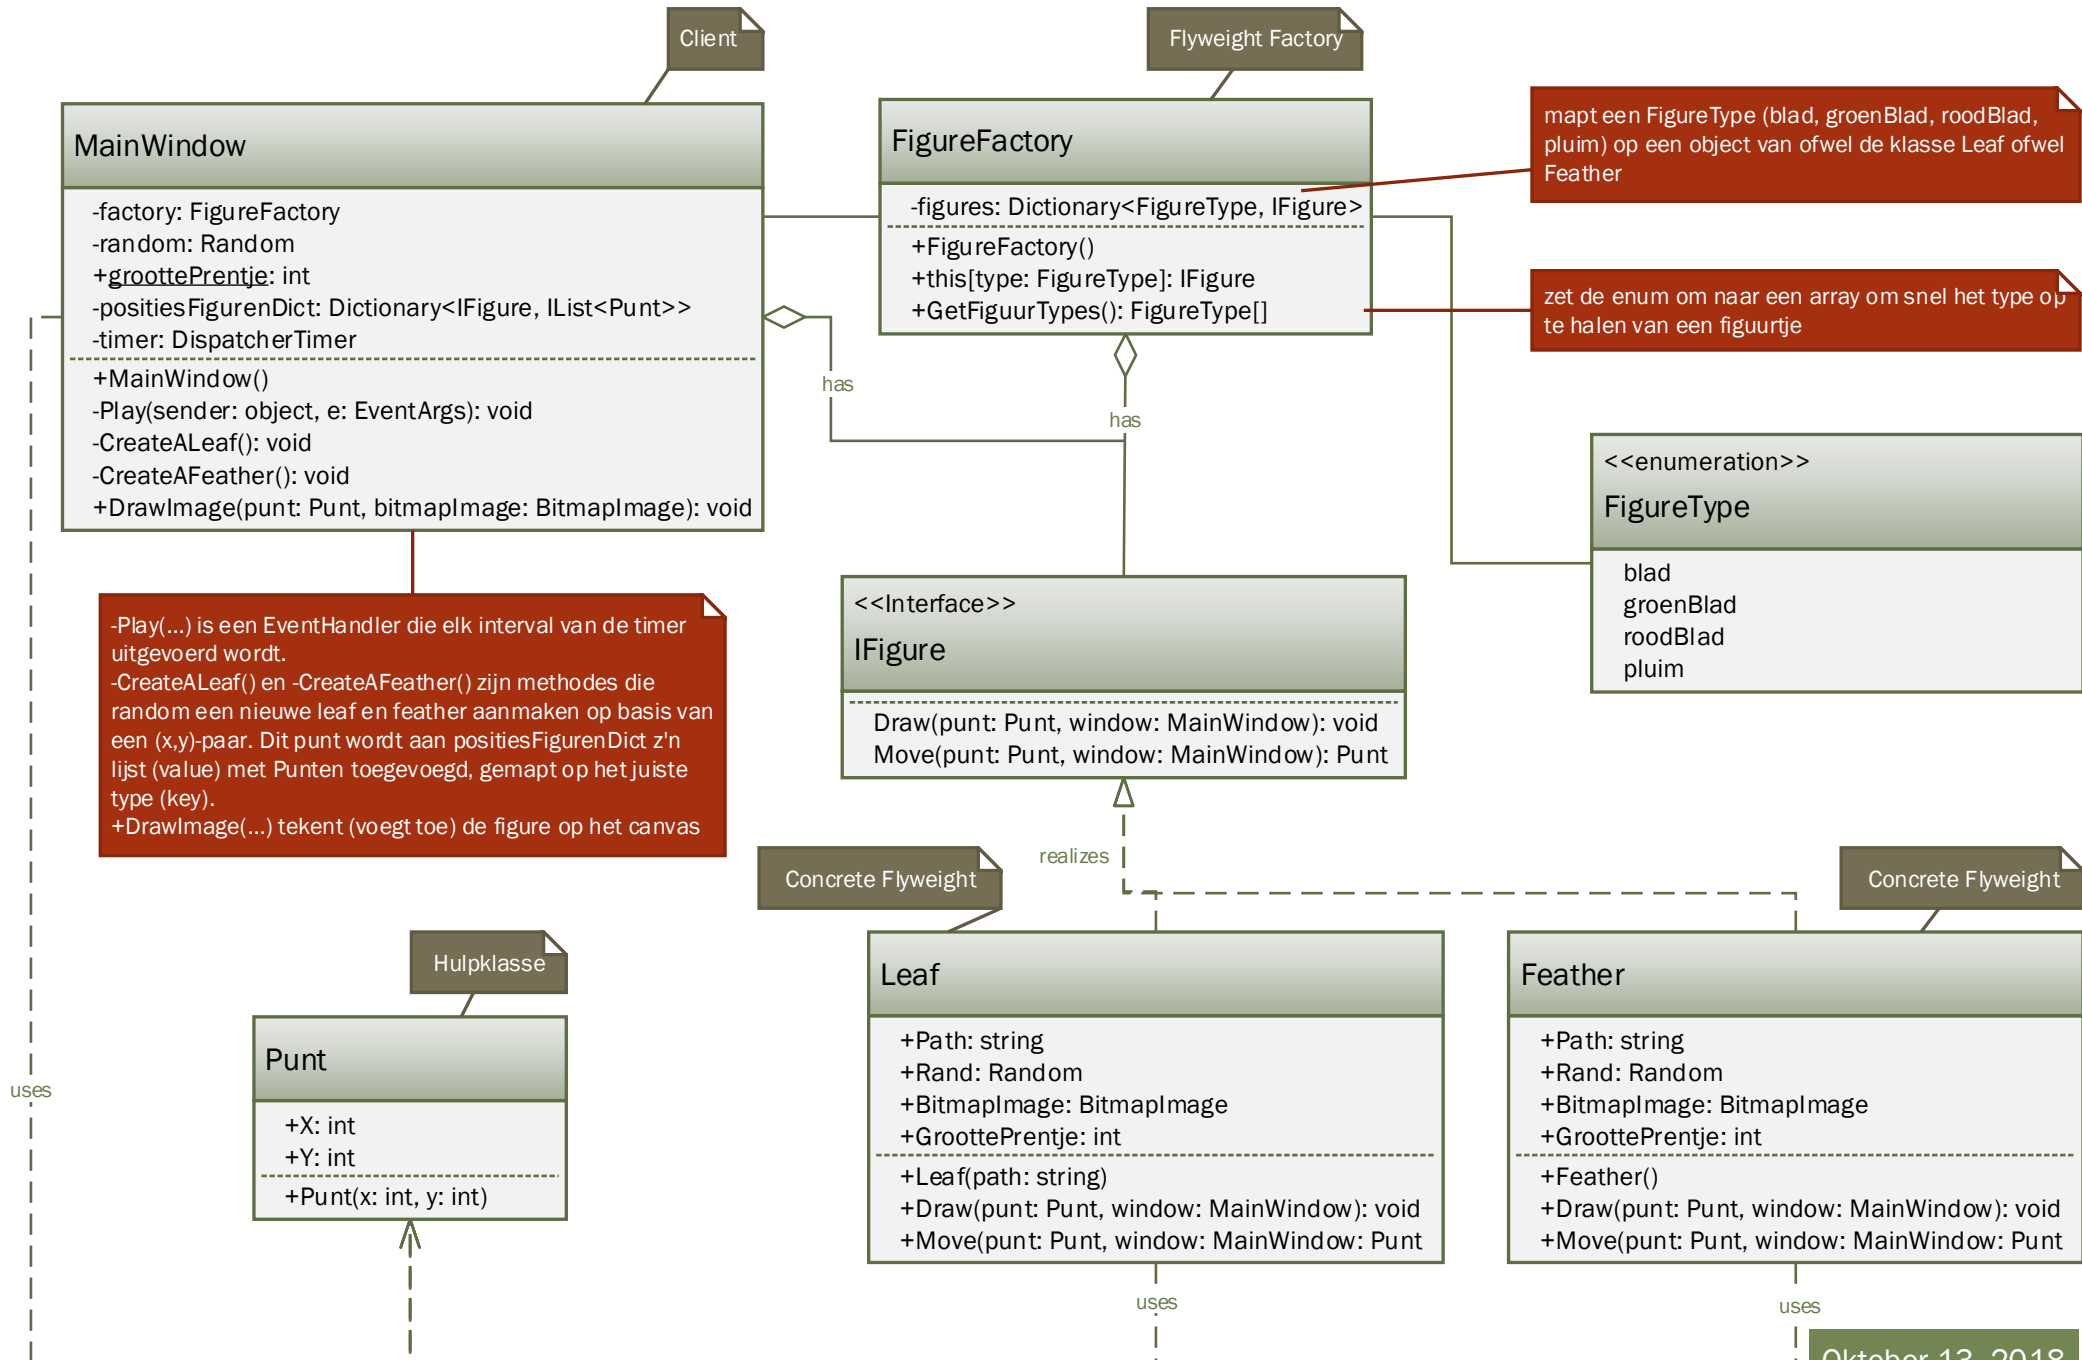 Client
Flyweight Factory
MainWindow
-factory: FigureFactory
-random: Random
+groottePrentje: int
-positiesFigurenDict: Dictionary<IFigure, IList<Punt>>
-timer: DispatcherTimer
+MainWindow()
-Play(sender: object, e: EventArgs): void
-CreateALeaf(): void
-CreateAFeather(): void
+DrawImage(punt: Punt, bitmapImage: BitmapImage): void
FigureFactory
-figures: Dictionary<FigureType, IFigure>
+FigureFactory()
+this[type: FigureType]: IFigure
+GetFiguurTypes(): FigureType[]
mapt een FigureType (blad, groenBlad, roodBlad,
pluim) op een object van ofwel de klasse Leaf ofwel
Feather
zet de enum om naar een array om snel het type op
te halen van een figuurtje
has
has
<<enumeration>>
FigureType
blad
groenBlad
roodBlad
pluim
-Play(...) is een EventHandler die elk interval van de timer
uitgevoerd wordt.
-CreateALeaf() en -CreateAFeather() zijn methodes die
random een nieuwe leaf en feather aanmaken op basis van
een (x,y)-paar. Dit punt wordt aan positiesFigurenDict z'n
lijst (value) met Punten toegevoegd, gemapt op het juiste
type (key).
+DrawImage(...) tekent (voegt toe) de figure op het canvas
<<Interface>>
IFigure
Draw(punt: Punt, window: MainWindow): void
Move(punt: Punt, window: MainWindow): Punt
realizes
Concrete Flyweight
Concrete Flyweight
Hulpklasse
Punt
+X: int
+Y: int
+Punt(x: int, y: int)
uses
Leaf
+Path: string
+Rand: Random
+BitmapImage: BitmapImage
+GroottePrentje: int
+Leaf(path: string)
+Draw(punt: Punt, window: MainWindow): void
+Move(punt: Punt, window: MainWindow: Punt
uses
Feather
+Path: string
+Rand: Random
+BitmapImage: BitmapImage
+GroottePrentje: int
+Feather()
+Draw(punt: Punt, window: MainWindow): void
+Move(punt: Punt, window: MainWindow: Punt
uses
Oktober 13, 2018